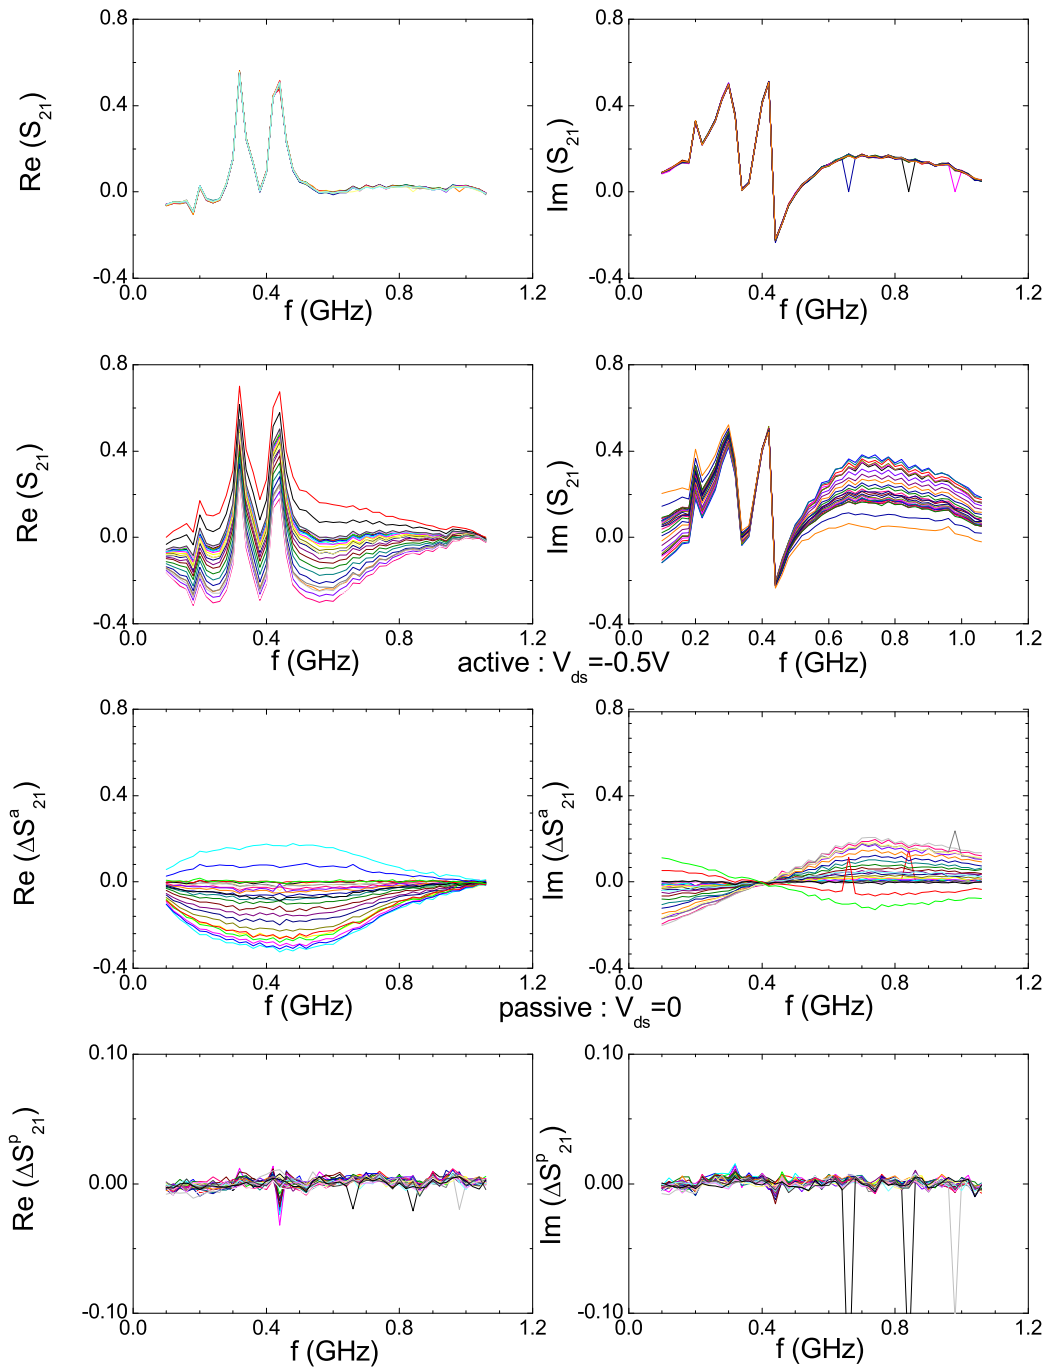 0.8 0.8
Re (S21) Im (S21)
0.4 0.4
0.0 0.0
-0.4 -0.4
0.0 0.4 0.8 1.2 0.0 0.4 0.8 1.2
f (GHz) f (GHz)
0.8 0.8
Re (S21) Im (S21)
0.4 0.4
0.0 0.0
-0.4 -0.4
0.0 0.4 0.8 1.2 0.0 0.2 0.4 0.6 0.8 1.0
f (GHz) active : Vds=-0.5V f (GHz)
0.8 0.8
Re (ΔSa21) Im (ΔSa21)
0.4 0.4
0.0 0.0
-0.4 -0.4
0.0 0.4 0.8 1.2 0.0 0.4 0.8 1.2
f (GHz) passive : Vds=0 f (GHz)
0.10 0.10
Re (ΔSp21) Im (ΔSp21)
0.00 0.00
-0.10 -0.10
0.0 0.4 0.8 1.2 0.0 0.4 0.8 1.2
f (GHz) f (GHz)